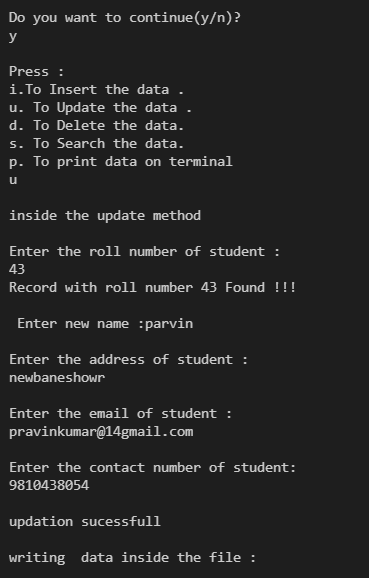 Do you want to continue(y/n)?
y
Press :
i.To Insert the data .
u. To Update the data .
d. To Delete the data.
s. To Search the data.
p. To print data on terminal
u
inside the update method
Enter the roll number of student :
43
Record with roll number 43 Found !!!
Enter new name :parvin
Enter the address of student :
newbaneshowr
Enter the email of student :
pravinkumar@14gmail.com
Enter the contact number of student:
9810438054
updation sucessfull
writing  data inside the file :